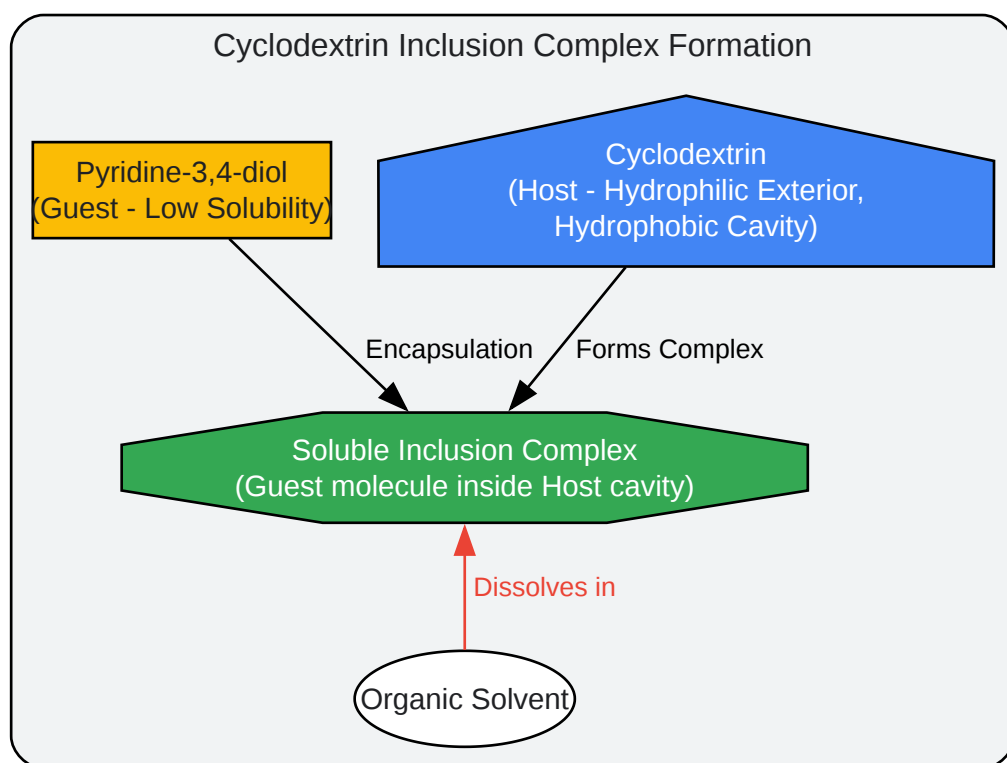 Cyclodextrin Inclusion Complex Formation
Pyridine-3,4-diol
(Guest - Low Solubility)
Cyclodextrin
(Host - Hydrophilic Exterior,
Hydrophobic Cavity)
Encapsulation
Forms Complex
Soluble Inclusion Complex
(Guest molecule inside Host cavity)
Dissolves in
Organic Solvent